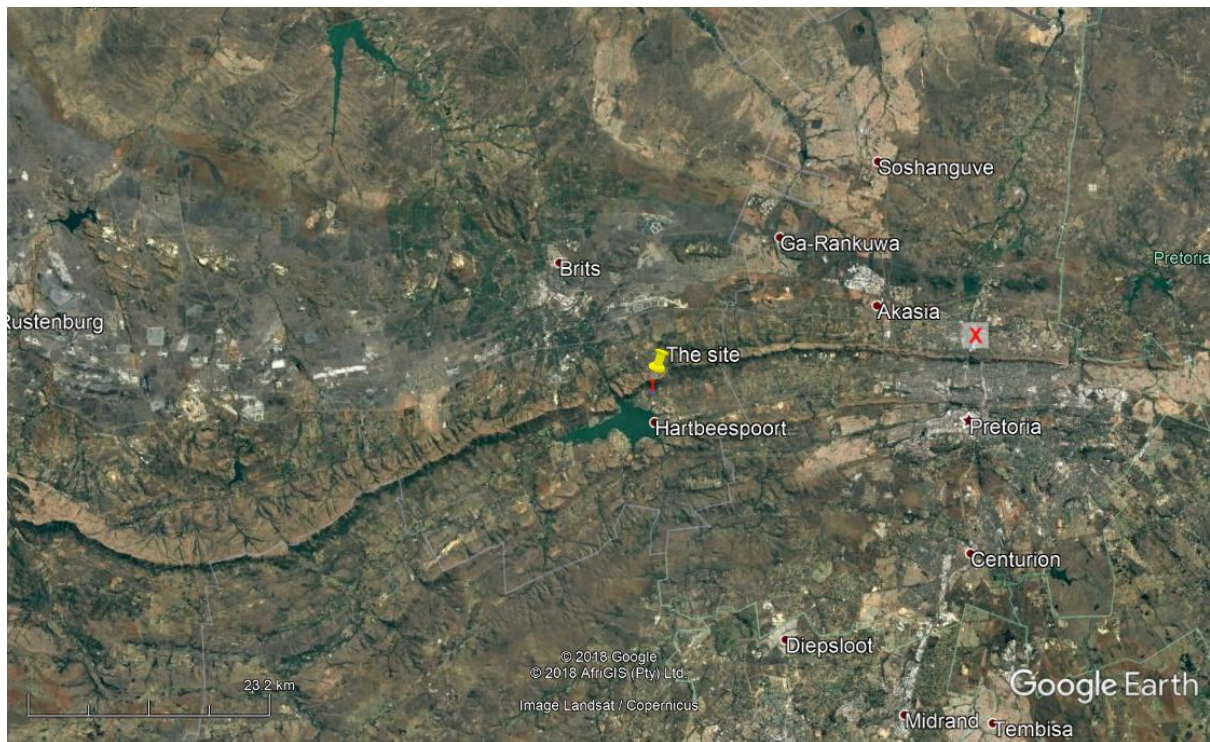 Soshanguve
Ga-Rankuwa
Pretoria
Brits
Akasia
Rustenburg
X
The site
Hartbeespoort
Pretoria
Centurion
Diepsloot
© 2018 Google
© 2018 AfriGIS (Pty) Ltd.
23.2 km
Google Earth
Image Landsat / Copernicus
Midrand
Tembisa